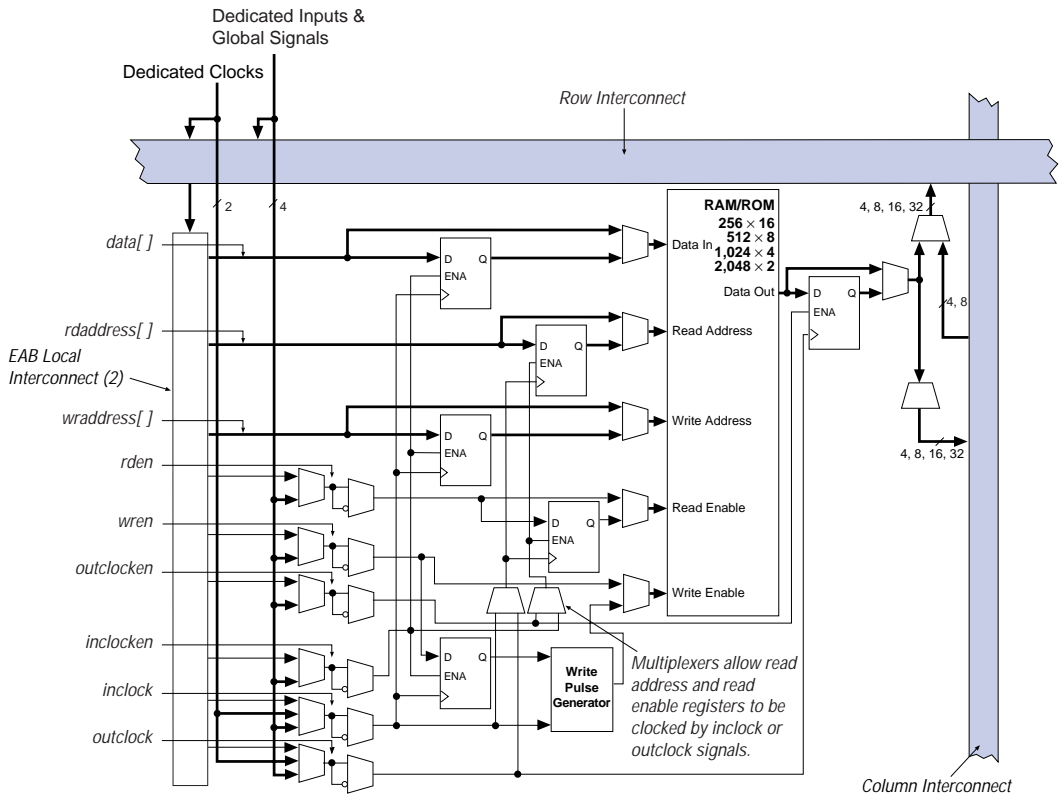 Dedicated Inputs &
Global Signals
Dedicated Clocks
Row Interconnect
2
4
4, 8, 16, 32
RAM/ROM
256 × 16
512 × 8
1,024 × 4
2,048 × 2
data[ ]
D
Q
ENA
Data In
Data Out
D
Q
ENA
4, 8
rdaddress[ ]
D
Q
ENA
Read Address
EAB Local
Interconnect (2)
wraddress[ ]
D
Q
ENA
Write Address
4, 8, 16, 32
rden
D
Q
ENA
Read Enable
wren
outclocken
Write Enable
inclocken
D
Q
ENA
Write
Pulse
Generator
Multiplexers allow read
address and read
enable registers to be
clocked by inclock or
outclock signals.
inclock
outclock
Column Interconnect